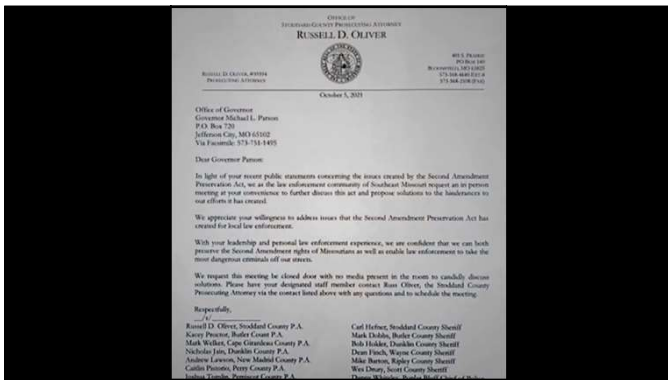 OFFICE OF
STODDARD COUNTY PROSECUTING ATTORNEY
RUSSELL D. OLIVER
RUSSELL D. OLIVER,
PROSECUTING ATTORNEY
PO BOX
BLOOMFIELD, MO 63825
October 5, 2021
Office of Governor
Governor Michael L. Parson
P.O. Box 720
Jefferson City, MO 65102
Via Facsimile: 573-751-1495
Dear Governor Parson:
In light of your recent public statements concerning the issues created by the Second Amendment
Preservation Act, we as the law enforcement community of Southeast Missouri request an in person
meeting at your convenience to further discuss this act and propose solutions to the hinderances to
our efforts it has created.
We appreciate your willingness to address issues that the Second Amendment Preservation Act has
created for local law enforcement.
With your leadership and personal law enforcement experience, we are confident that we can both
preserve the Second Amendment rights of Missourians as well as enable law enforcement to take the
most dangerous criminals off our streets.
We request this meeting be closed door with no media present in the room to candidly discuss
solutions. Please have your designated staff member contact Russ Oliver, the Stoddard County
Prosecuting Attorney via the contact listed above with any questions and to schedule the meeting.
Respectfully,
__/s/__________
Russell D. Oliver, Stoddard County P.A.
Kacey Proctor, Butler Count P.A.
Mark Welker, Cape Girardeau County P.A.
Nicholas Jain, Dunklin County P.A.
Andrew Lawson, New Madrid County P.A.
Caitlin Pistorio, Perry County P.A.
Carl Hefner, Stoddard County Sheriff
Mark Dobbs, Butler County Sheriff
Bob Holder, Dunklin County Sheriff
Dean Finch, Wayne County Sheriff
Mike Barton, Ripley County Sheriff
Wes Drury, Scott County Sheriff